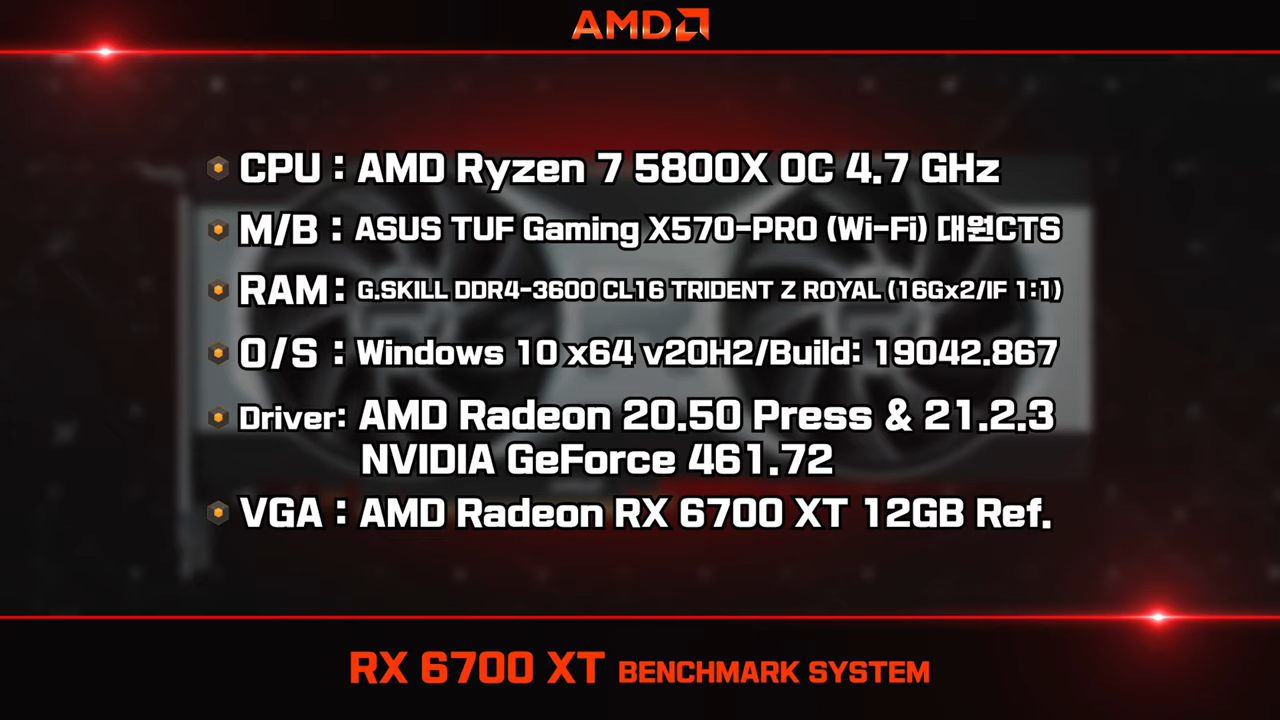 AMD
CPU : AMD Ryzen 7 5800X OC 4.7 GHz
M/B : ASUS TUF Gaming X570-PRO (Wi-Fi) 대원CTS
RAM : G.SKILL DDR4-3600 CL16 TRIDENT Z ROYAL (16Gx2/IF 1:1)
O/S : Windows 10 x64 v20H2/Build: 19042.867
Driver: AMD Radeon 20.50 Press & 21.2.3
NVIDIA GeForce 461.72
VGA : AMD Radeon RX 6700 XT 12GB Ref.
RX 6700 XT BENCHMARK SYSTEM